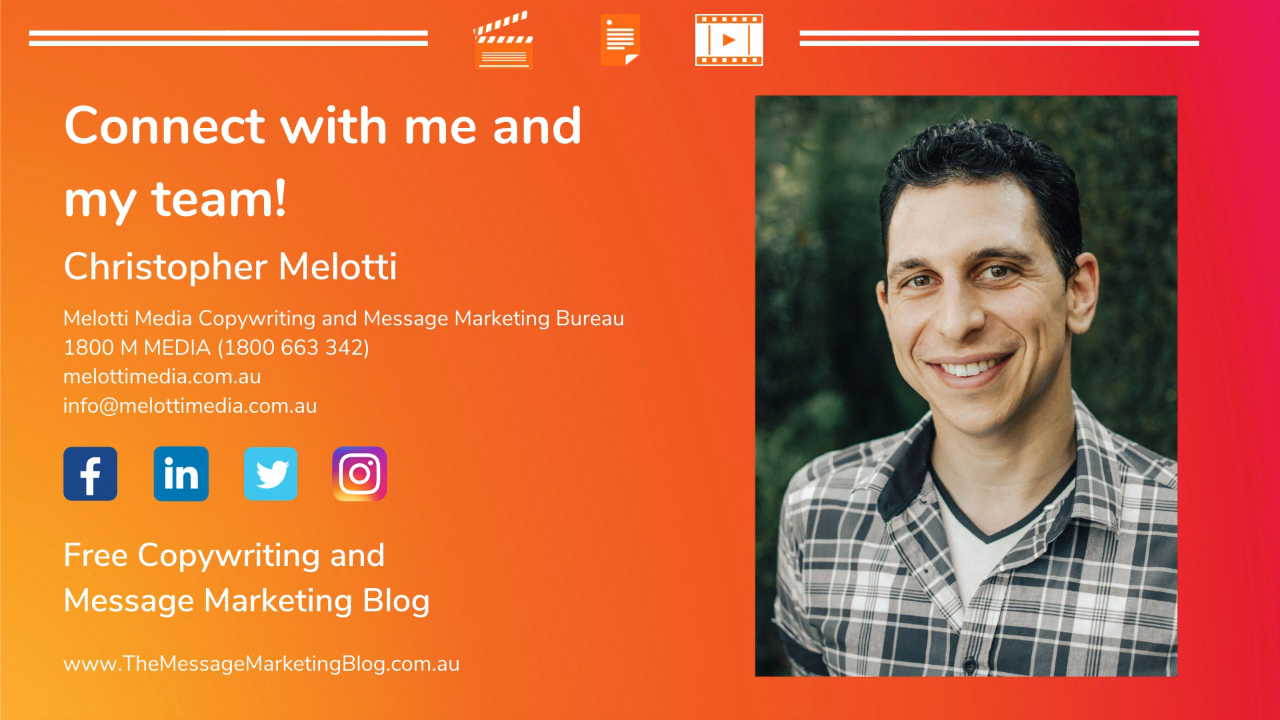 Connect with me and
my team!
Christopher Melotti
Melotti Media Copywriting and Message Marketing Bureau
1800 M MEDIA (1800 663 342)
melottimedia.com.au
info@melottimedia.com.au
f in
Free Copywriting and
Message Marketing Blog
www.TheMessageMarketingBlog.com.au